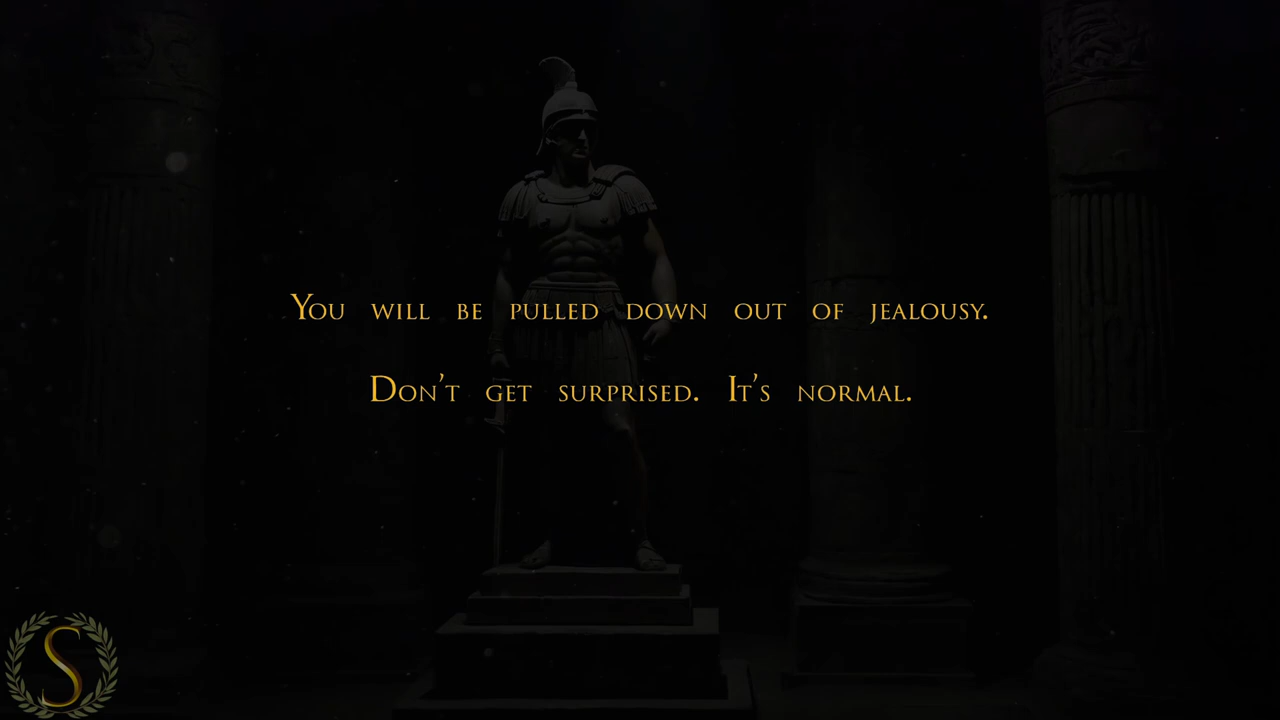 You will be pulled down out of jealousy.
Don't get surprised. It's normal.
S